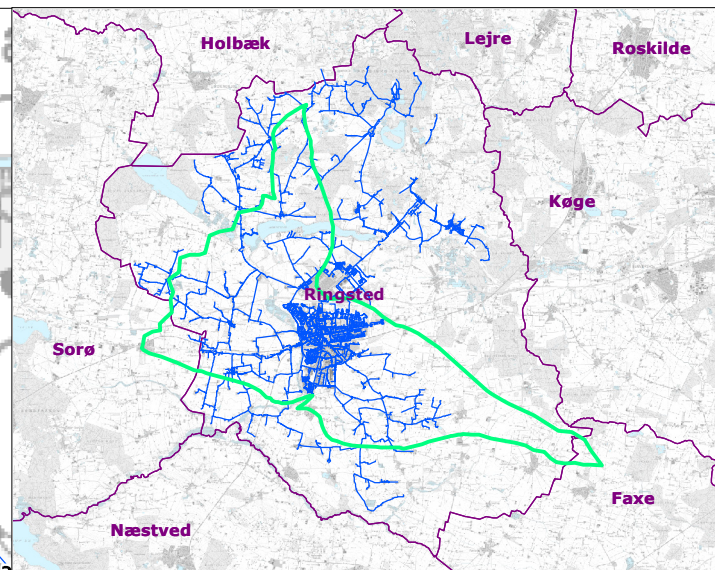 Holbæk
Lejre
Roskilde
Køge
Ringsted
Sorø
Faxe
Næstved